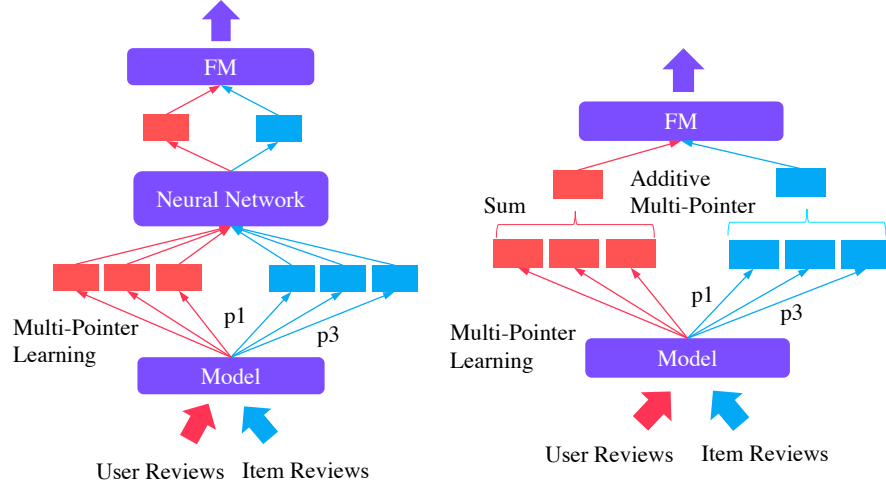 FM
Neural Network
p1
p3
Multi-Pointer
Learning
Model
User Reviews
Item Reviews
FM
Additive
Multi-Pointer
Sum
p1
p3
Multi-Pointer
Learning
Model
User Reviews
Item Reviews